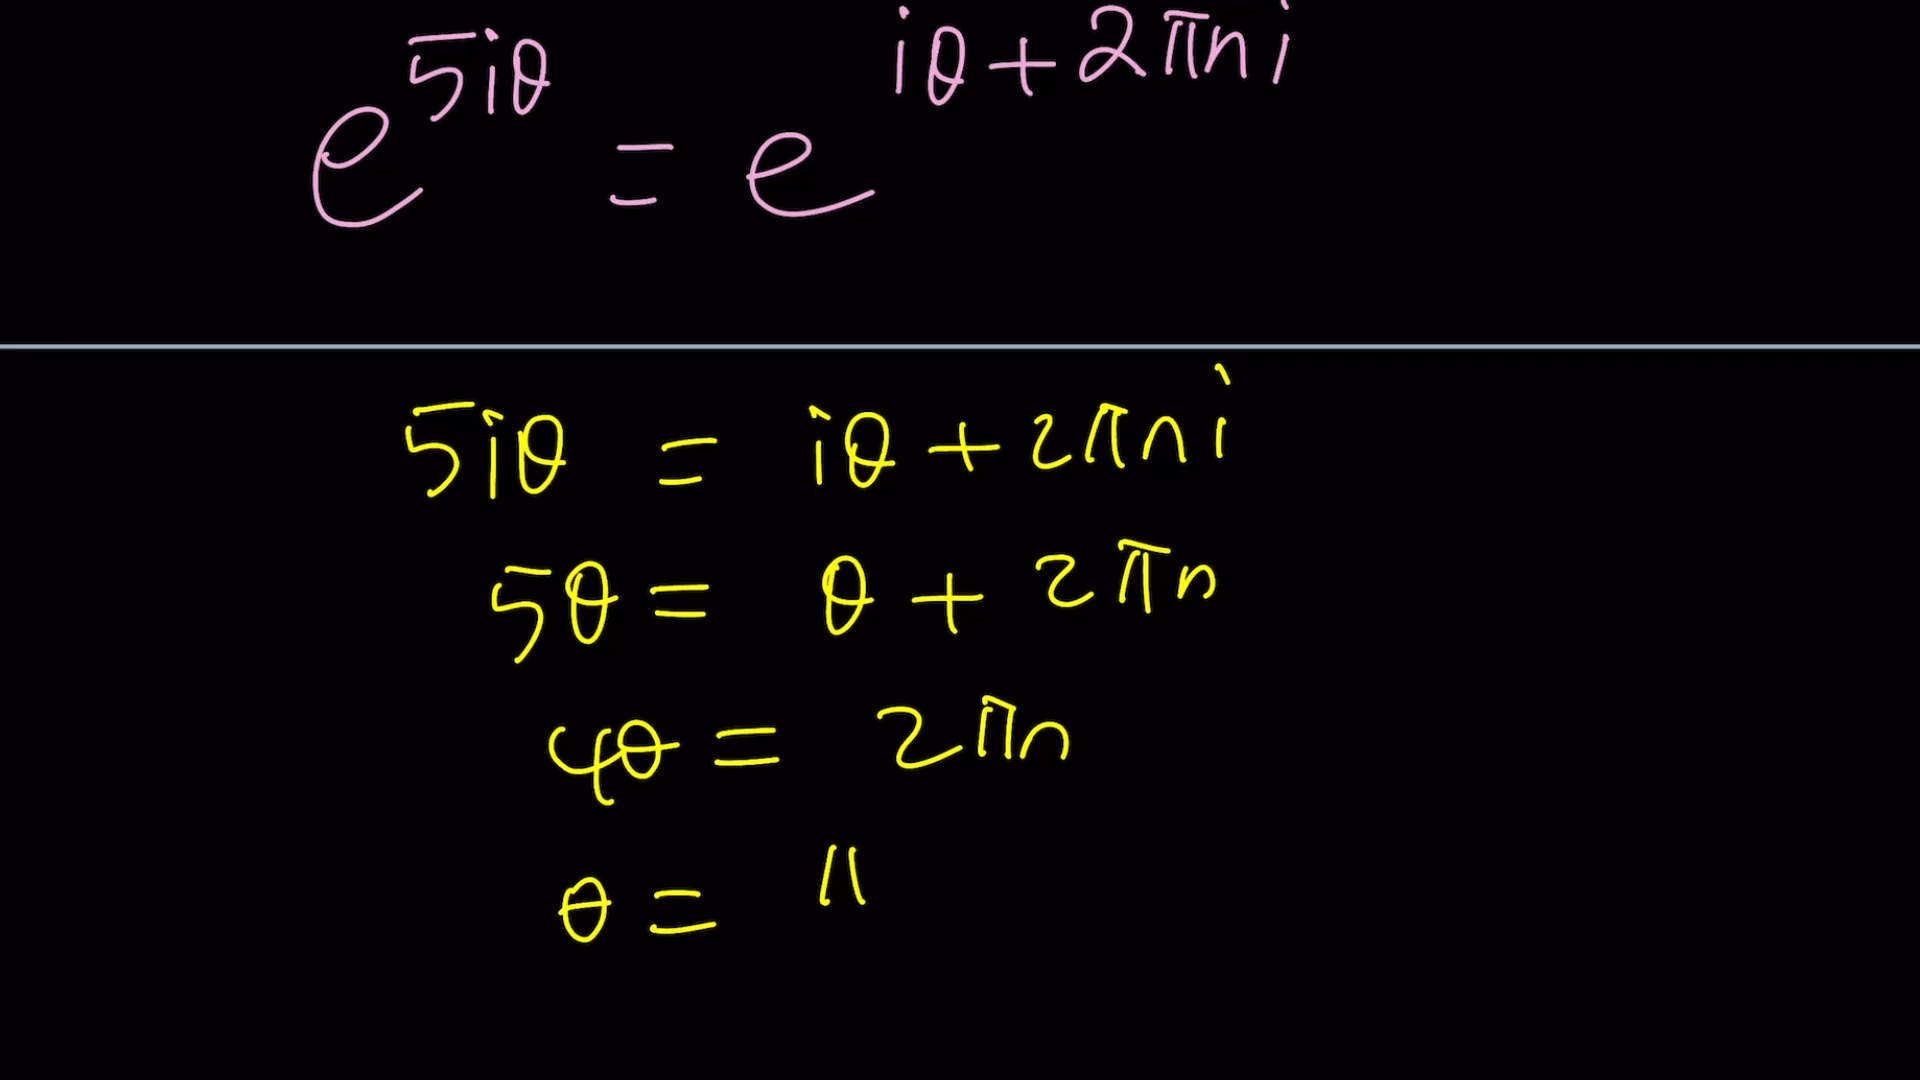 e^{5iθ} = e^{iθ+2πni}
5iθ = iθ + 2πni
5θ = θ + 2πn
4θ = 2πn
θ =